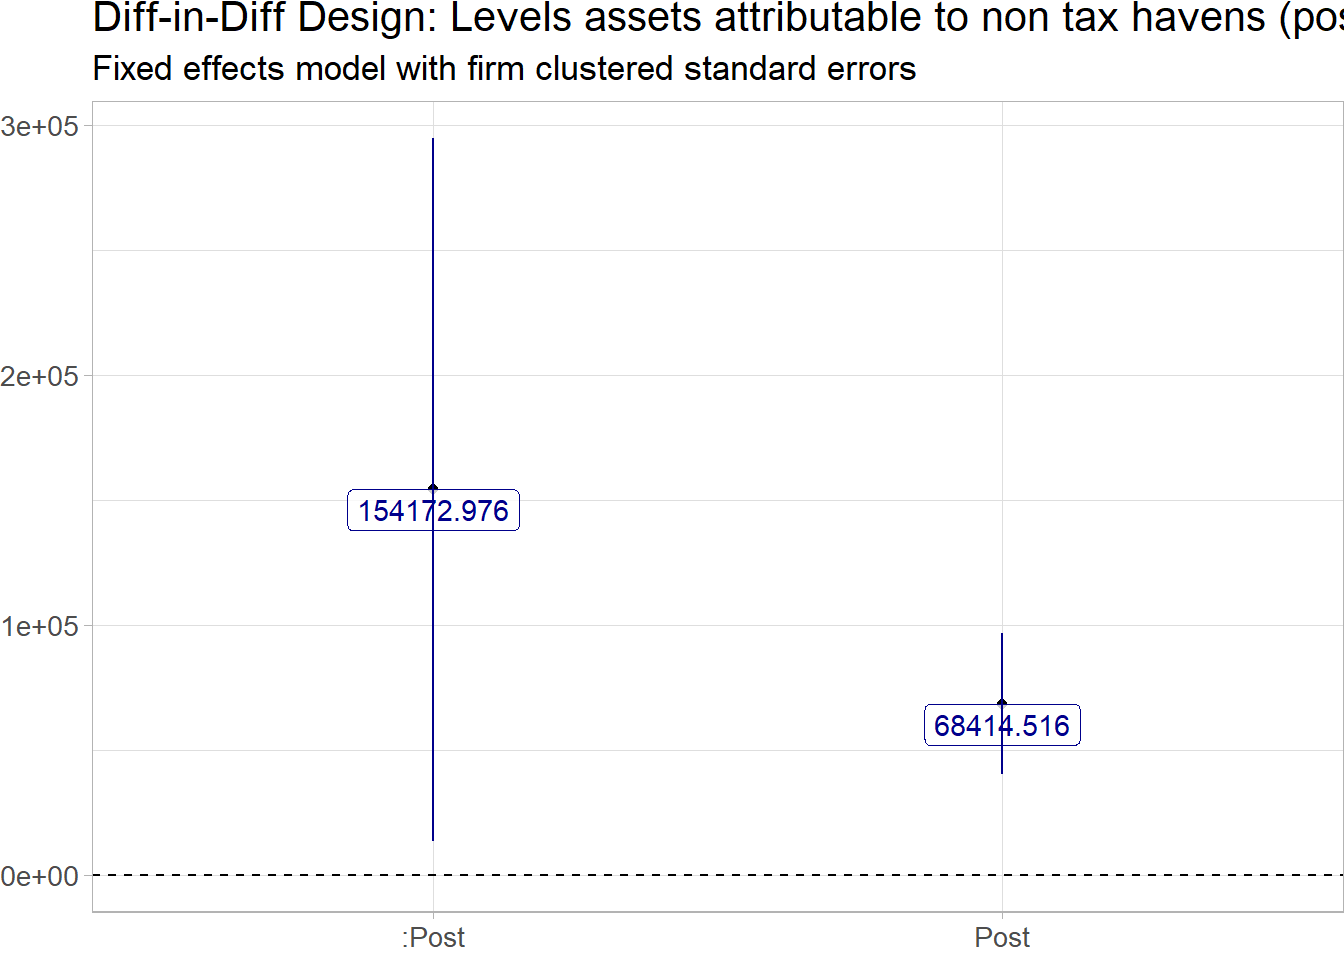 Diff-in-Diff Design: Levels assets attributable to non tax havens (pos
Fixed effects model with firm clustered standard errors
3e+05
2e+05
154172.976
1e+05
68414.516
0e+00
:Post
Post